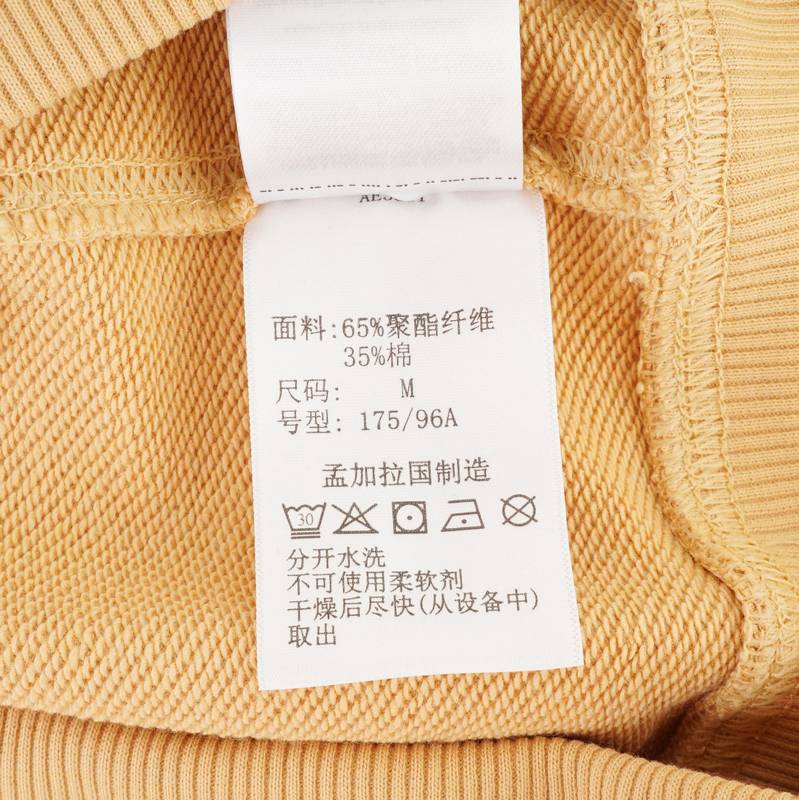 面料:65%聚酯纤维
35%棉
尺码: M
号型: 175/96A
孟加拉国制造
30
分开水洗
不可使用柔软剂
干燥后尽快(从设备中)
取出